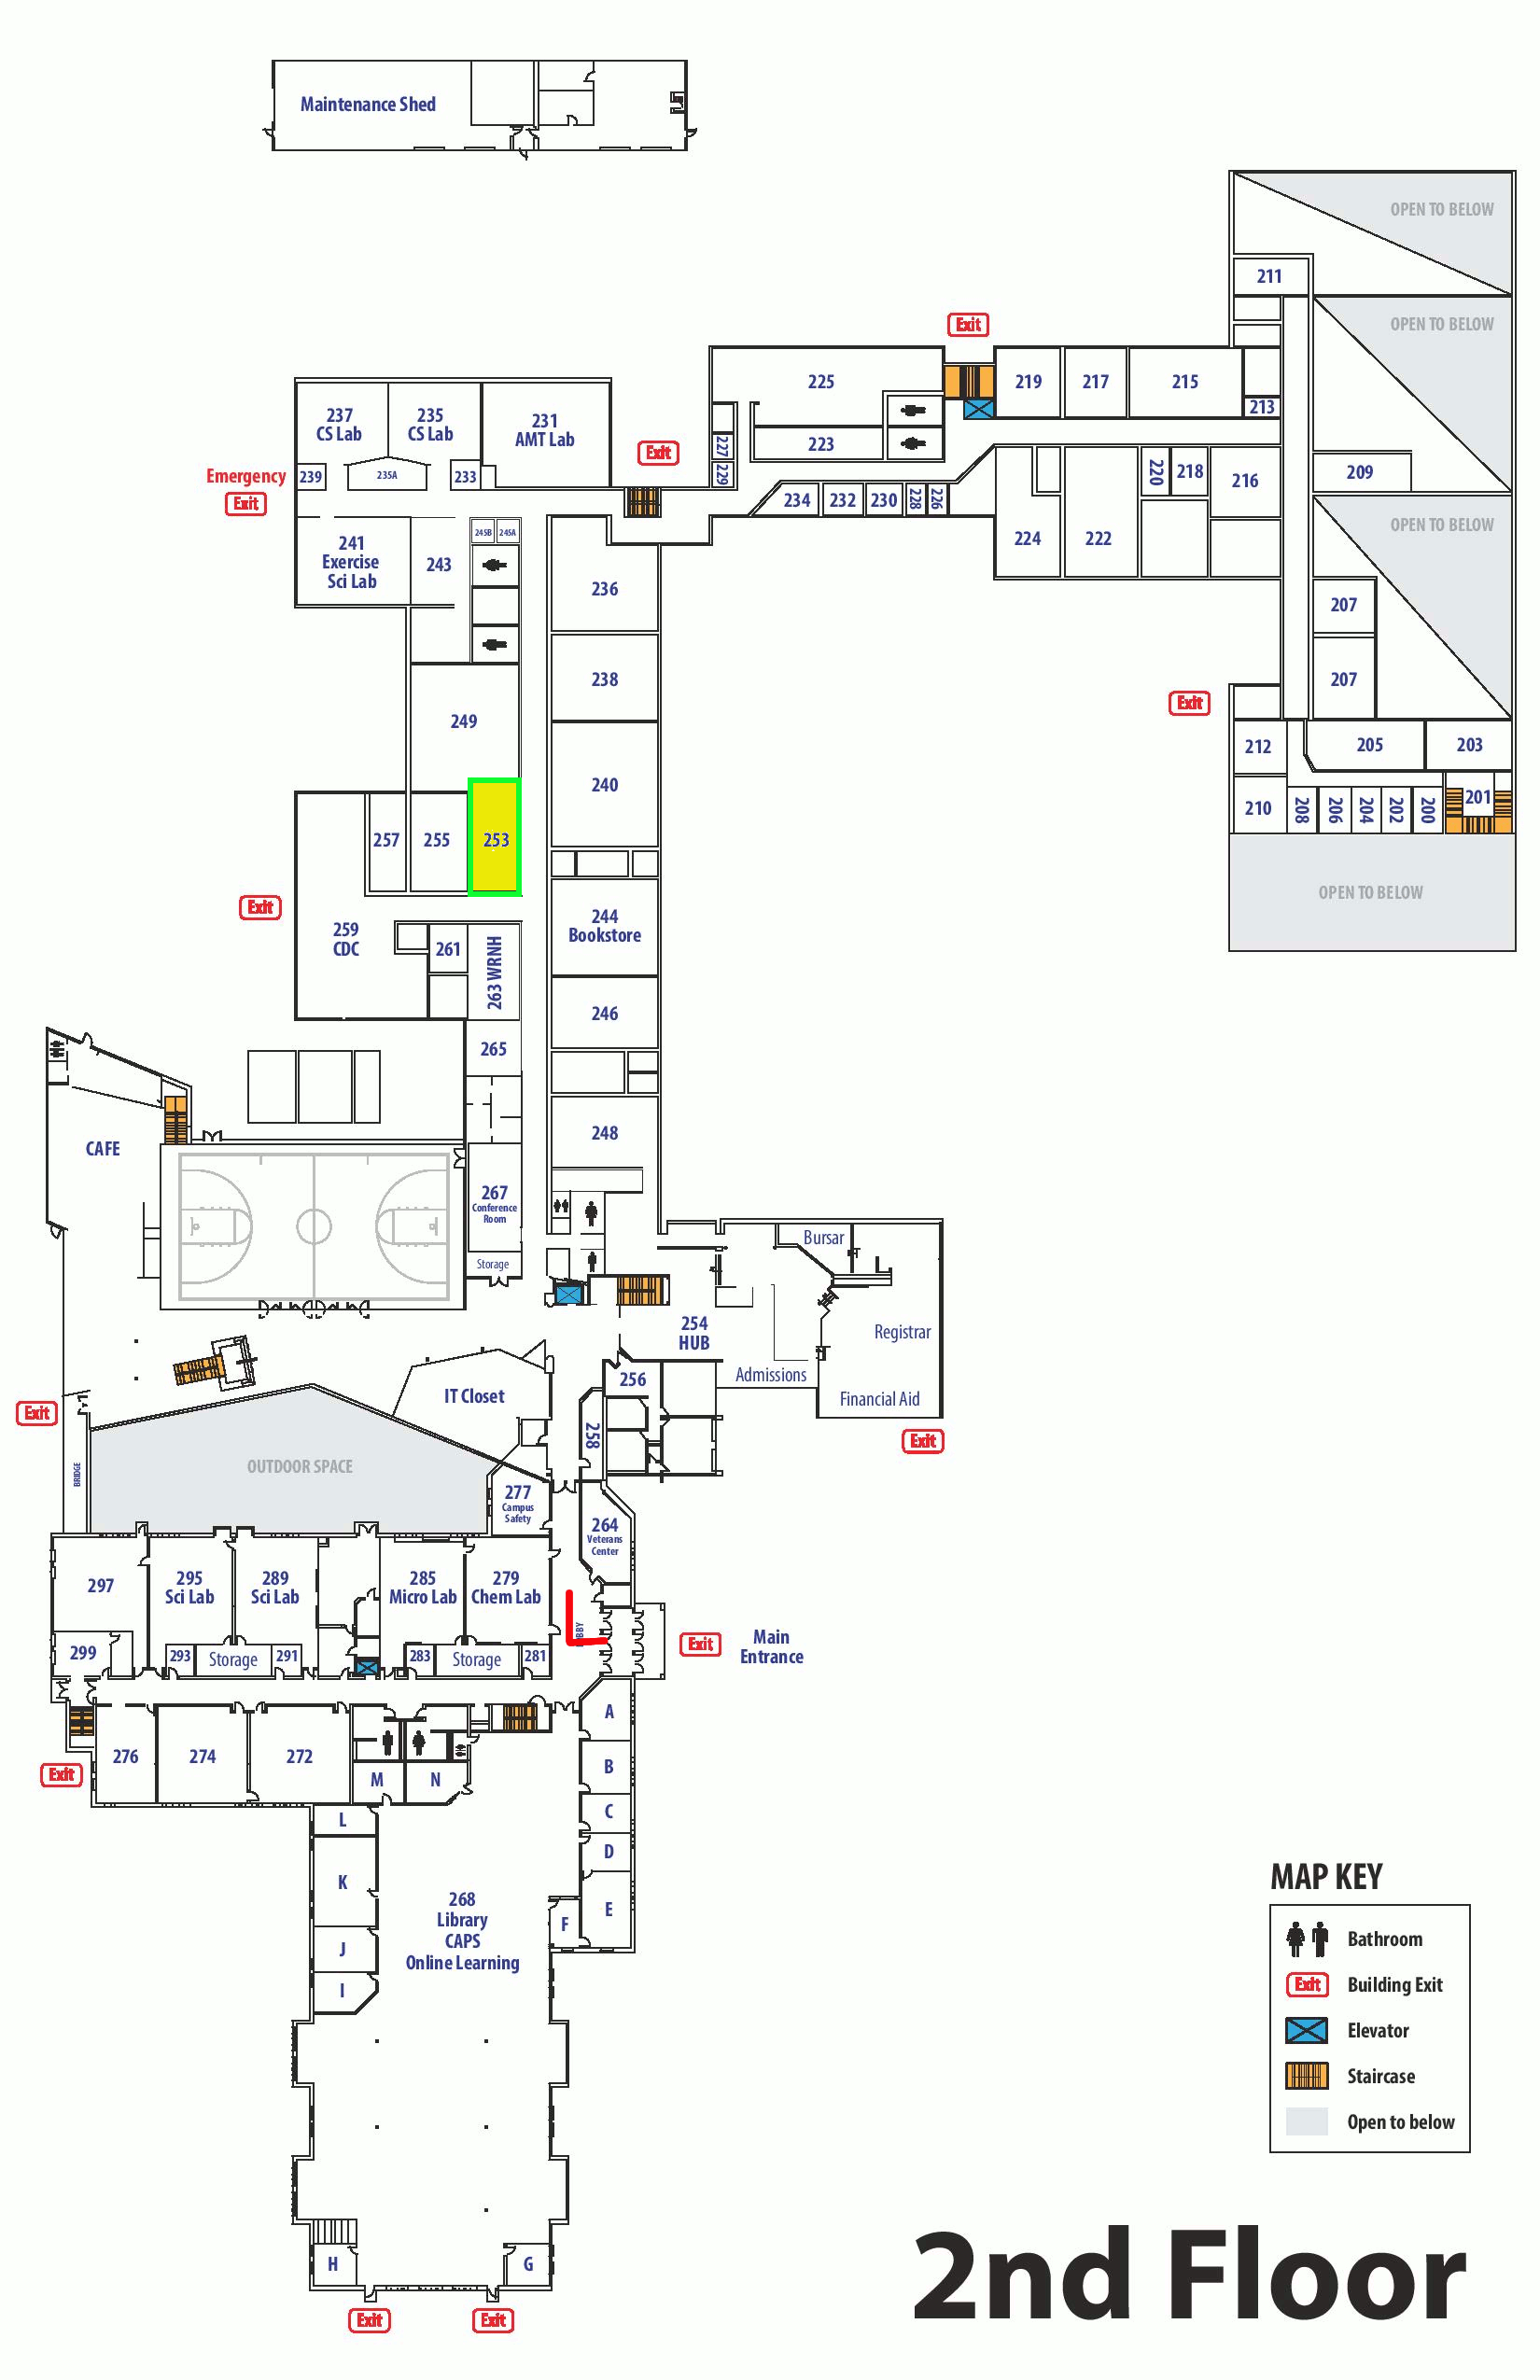 Maintenance Shed
OPEN TO BELOW
211
OPEN TO BELOW
Exit
225
219
217
215
213
237
CS Lab
235
CS Lab
231
AMT Lab
Exit
223
227
229
Emergency
Exit
239
235A
233
234
232
230
228
226
220
218
216
209
OPEN TO BELOW
241
Exercise
Sci Lab
243
245B
245A
224
222
236
207
238
207
249
Exit
212
205
203
240
210
208
206
204
202
200
201
257
255
253
OPEN TO BELOW
Exit
259
CDC
261
263 WRNH
244
Bookstore
246
265
CAFE
248
267
Conference
Room
Storage
Bursar
254
HUB
Registrar
Admissions
Financial Aid
256
IT Closet
258
Exit
Exit
BRIDGE
OUTDOOR SPACE
277
Campus
Safety
264
Veterans
Center
297
295
Sci Lab
289
Sci Lab
285
Micro Lab
279
Chem Lab
299
293
Storage
291
283
Storage
281
Exit
Main
Entrance
276
274
272
A
B
C
D
E
F
M
N
Exit
L
K
J
I
268
Library
CAPS
Online Learning
H
G
Exit
Exit
MAP KEY
Bathroom
Exit
Building Exit
Elevator
Staircase
Open to below
2nd Floor